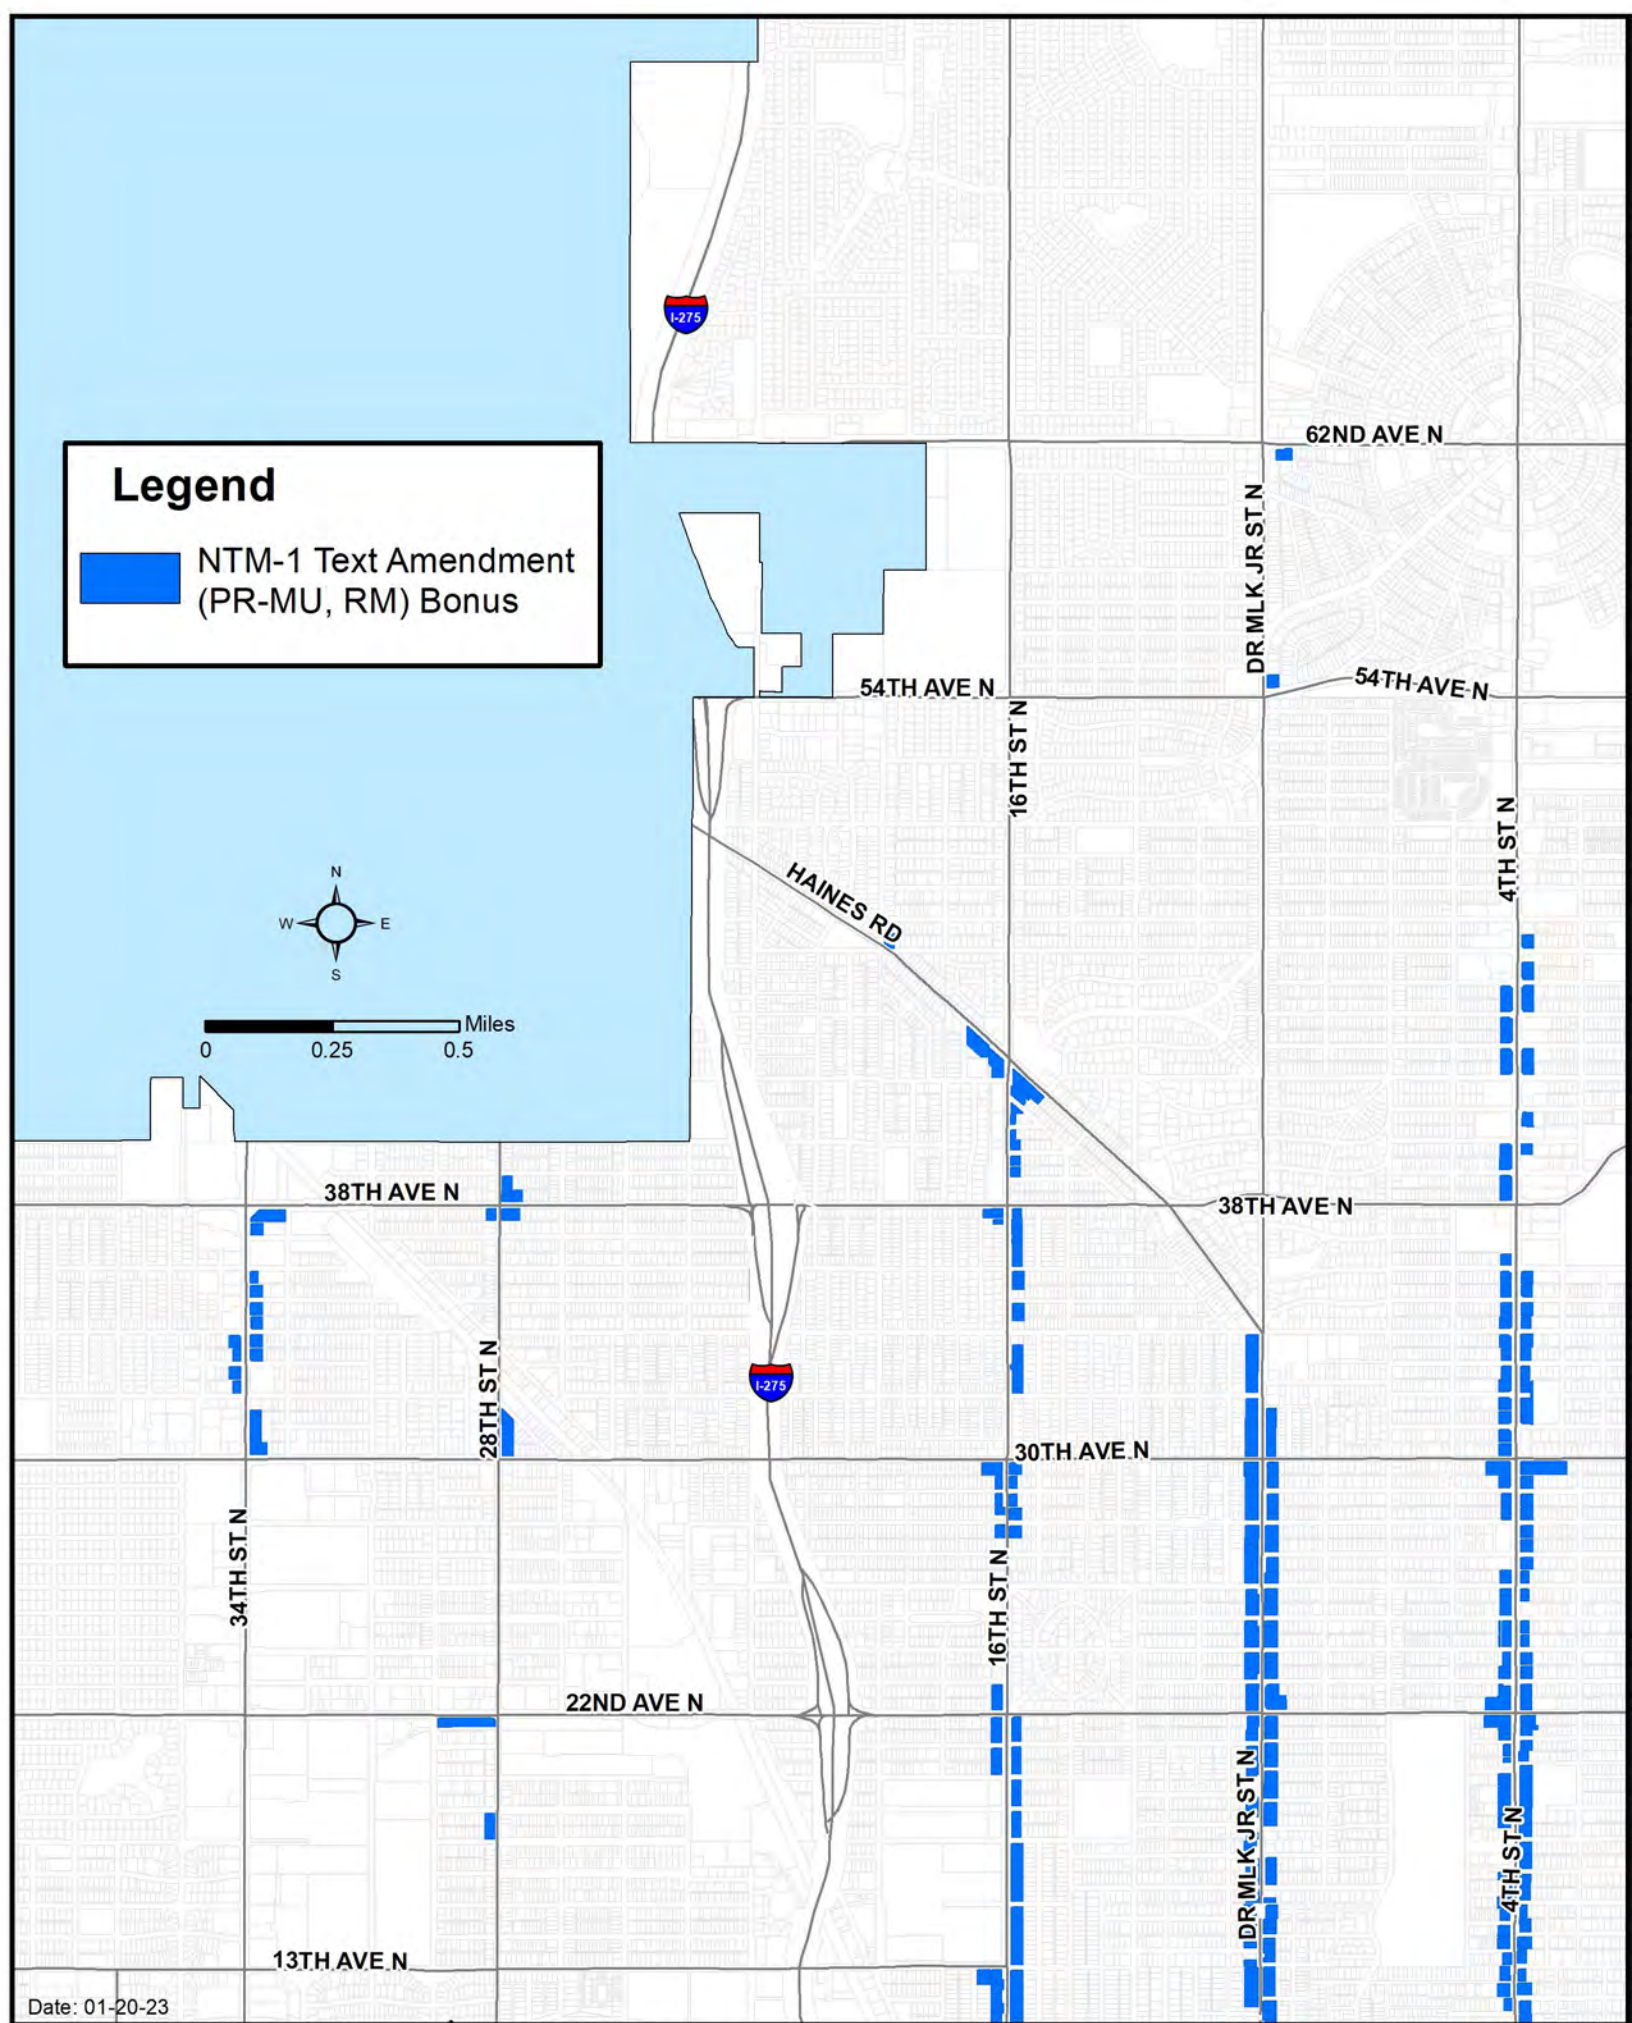 I-275
62ND AVE N
Legend
NTM-1 Text Amendment
(PR-MU, RM) Bonus
DR MLK JR ST N
54TH AVE N
54TH AVE N
16TH ST N
4TH ST N
HAINES RD
N
W
E
S
Miles
0
0.25
0.5
38TH AVE N
38TH AVE N
28TH ST N
I-275
30TH AVE N
34TH ST N
16TH ST N
22ND AVE N
DR MLK JR ST N
4TH ST N
13TH AVE N
Date: 01-20-23